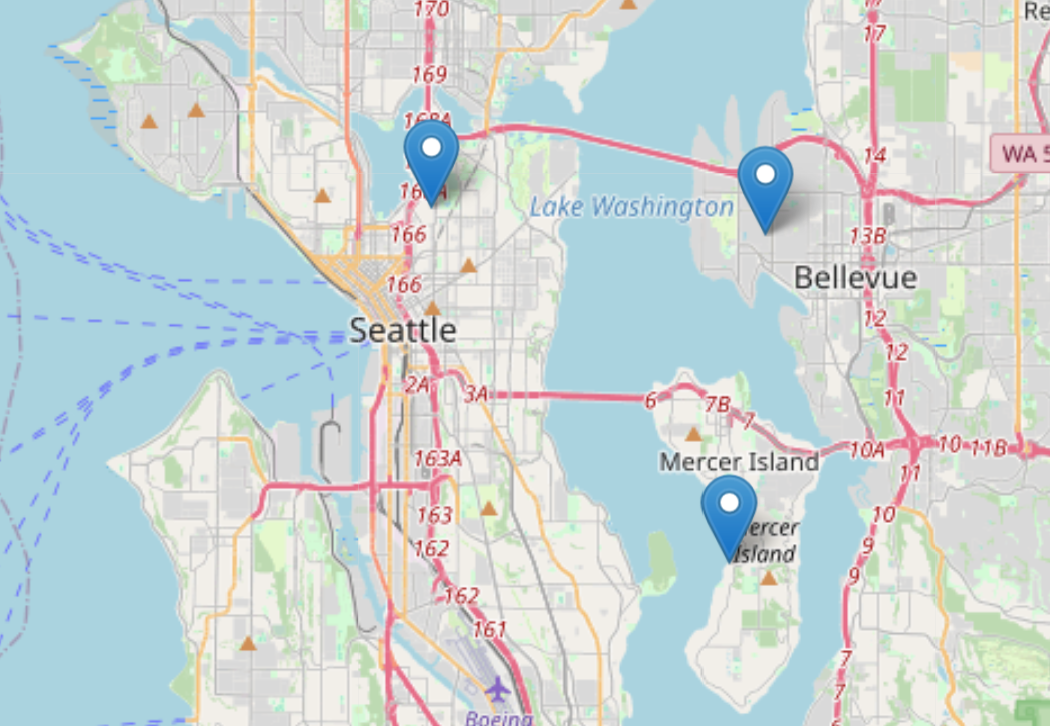 170
17
Re
169
168A
14
WA 5
Lake Washington
166
13B
Bellevue
166
12
Seattle
12
2A
3A
6
7B
7
11
10A
10
11B
163A
Mercer Island
11
163
10
Mercer
Island
162
9
9
162
161
7
7
Boeing